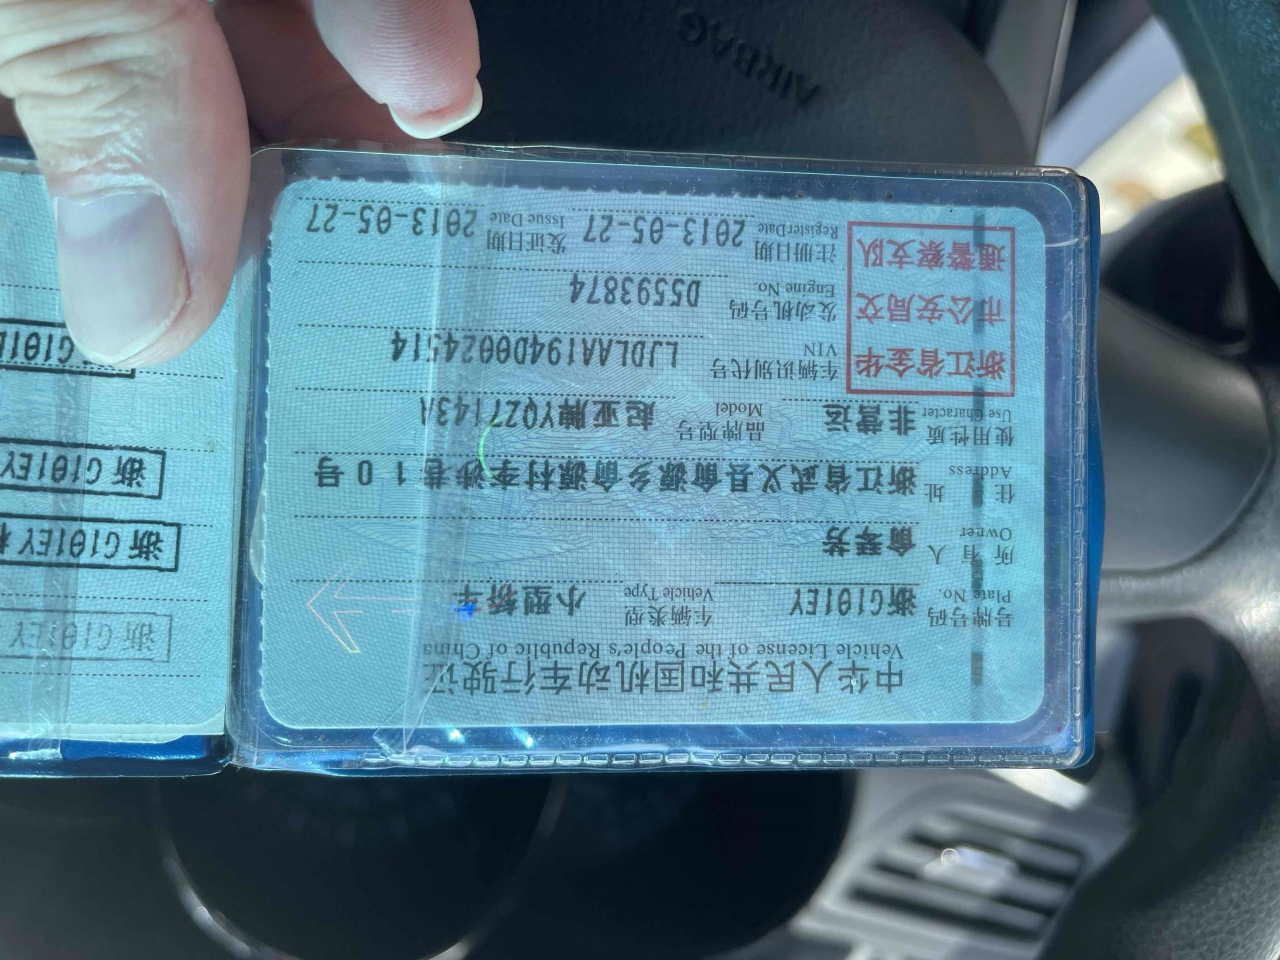 中华人民共和国机动车行驶证
Vehicle License of the People's Republic of China
号牌号码 Plate No. 浙G101EY 车辆类型 Vehicle Type 小型轿车
所有人 Owner 俞琴芳
住址 Address 浙江省武义县俞源乡俞源村李涉巷10号
使用性质 Use Character 非营运 品牌型号 Model 起亚牌YQZ7143A
浙江省金华
市公安局交
通警察支队
车辆识别代号 VIN LJDLAA194D0024514
发动机号码 Engine No. D5593874
注册日期 RegisterDate 2013-05-27 发证日期 Issue Date 2013-05-27
浙G101EY
浙G101EY
浙G101EY
G101E
AIRBAG